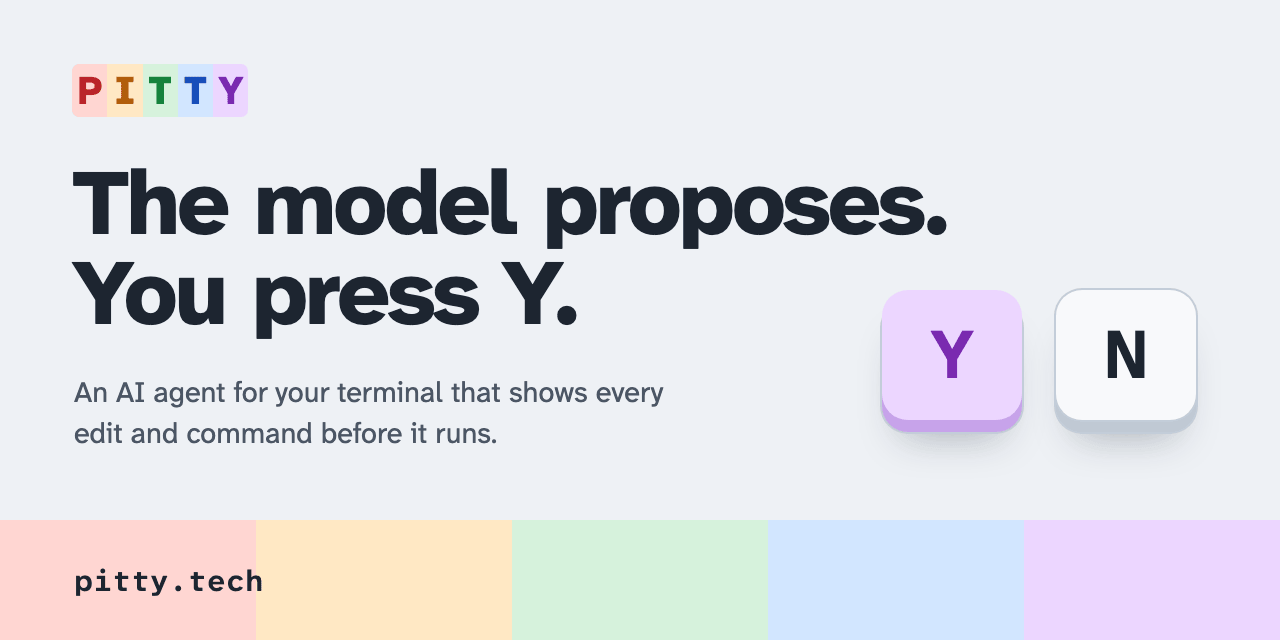 PITTY
The model proposes.
You press Y.
An AI agent for your terminal that shows every
edit and command before it runs.
Y N
pitty.tech